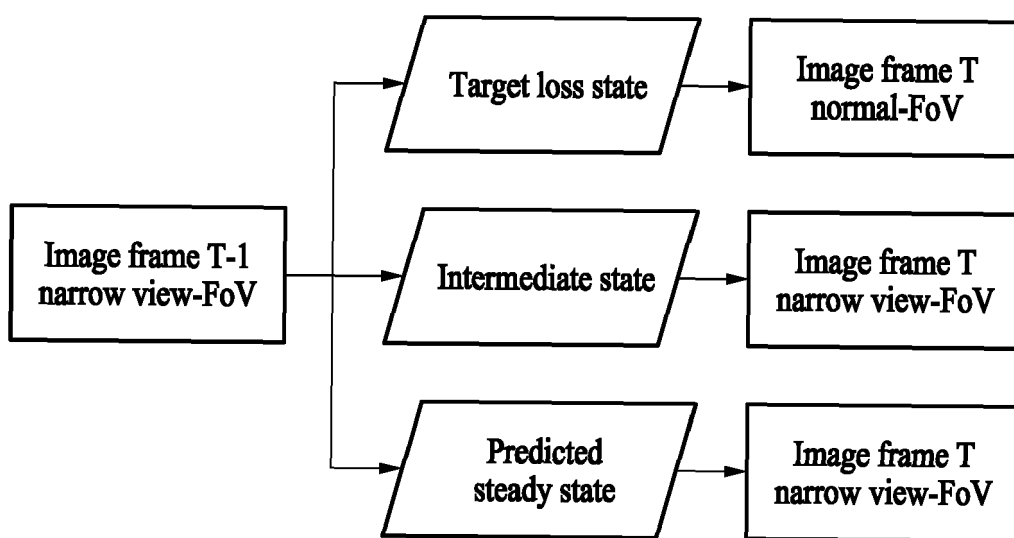 Target loss state
Image frame T
normal-FoV
Image frame T-1
narrow view-FoV
Intermediate state
Image frame T
narrow view-FoV
Predicted
steady state
Image frame T
narrow view-FoV